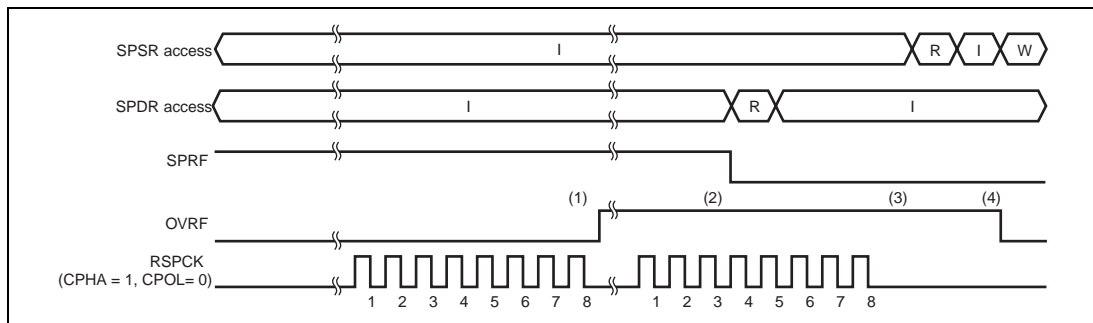 SPSR access I R I W
SPDR access I R I
SPRF
(1) (2) (3) (4)
OVRF
RSPCK
(CPHA = 1, CPOL= 0)
1 2 3 4 5 6 7 8 1 2 3 4 5 6 7 8